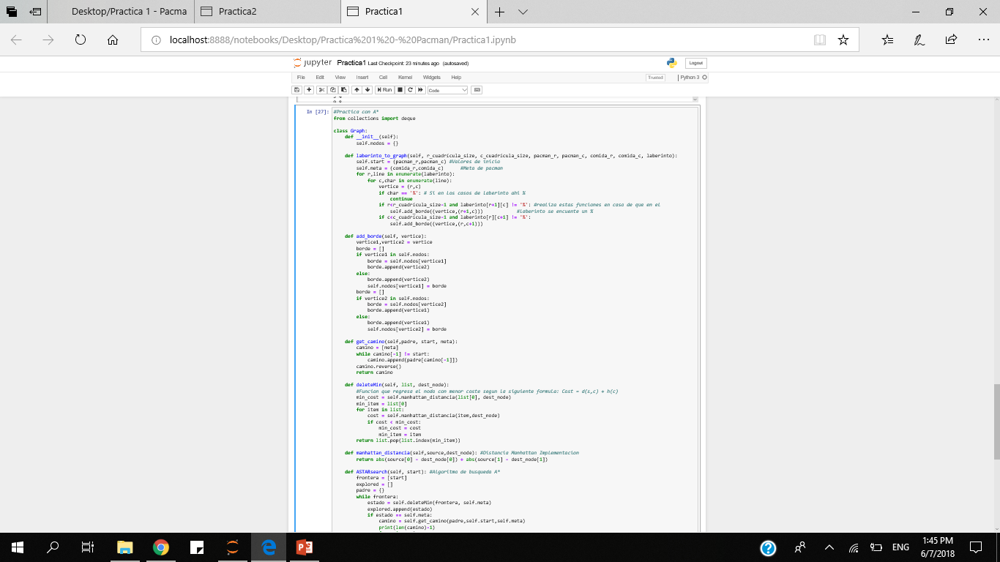 Desktop/Practica 1 - Pacma
Practica2
Practica1
localhost:8888/notebooks/Desktop/Practica%201%20-%20Pacman/Practica1.ipynb
jupyter Practica1 Last Checkpoint: 23 minutes ago (autosaved)
Logout
File Edit View Insert Cell Kernel Widgets Help
Trusted
Python 3
Run
Code
In [27]:
#Practica con A*
from collections import deque
class Graph:
def __init__(self):
self.nodos = {}
def laberinto_to_graph(self, r_cuadricula_size, c_cuadricula_size, pacman_r, pacman_c, comida_r, comida_c, laberinto):
self.start = (pacman_r,pacman_c) #Valores de inicio
self.meta = (comida_r,comida_c) #Meta de pacman
for r,line in enumerate(laberinto):
for c,char in enumerate(line):
vertice = (r,c)
if char == '%': # Si en los casos de laberinto ahi %
continue
if r<r_cuadricula_size-1 and laberinto[r+1][c] != '%': #realiza estas funciones en caso de que en el
self.add_borde((vertice,(r+1,c))) #laberinto se encuente un %
if c<c_cuadricula_size-1 and laberinto[r][c+1] != '%':
self.add_borde((vertice,(r,c+1)))
def add_borde(self, vertice):
vertice1,vertice2 = vertice
borde = []
if vertice1 in self.nodos:
borde = self.nodos[vertice1]
borde.append(vertice2)
else:
borde.append(vertice2)
self.nodos[vertice1] = borde
borde = []
if vertice2 in self.nodos:
borde = self.nodos[vertice2]
borde.append(vertice1)
else:
borde.append(vertice1)
self.nodos[vertice2] = borde
def get_camino(self,padre, start, meta):
camino = [meta]
while camino[-1] != start:
camino.append(padre[camino[-1]])
camino.reverse()
return camino
def deleteMin(self, list, dest_node):
#Funcion que regresa el nodo con menor coste segun la siguiente formula: Cost = d(s,c) + h(c)
min_cost = self.manhattan_distancia(list[0], dest_node)
min_item = list[0]
for item in list:
cost = self.manhattan_distancia(item,dest_node)
if cost < min_cost:
min_cost = cost
min_item = item
return list.pop(list.index(min_item))
def manhattan_distancia(self,source,dest_node): #Distancia Manhattan Implementacion
return abs(source[0] - dest_node[0]) + abs(source[1] - dest_node[1])
def ASTARsearch(self, start): #Algoritmo de busqueda A*
frontera = [start]
explored = []
padre = {}
while frontera:
estado = self.deleteMin(frontera, self.meta)
explored.append(estado)
if estado == self.meta:
camino = self.get_camino(padre,self.start,self.meta)
print(len(camino)-1)
ENG
1:45 PM
6/7/2018